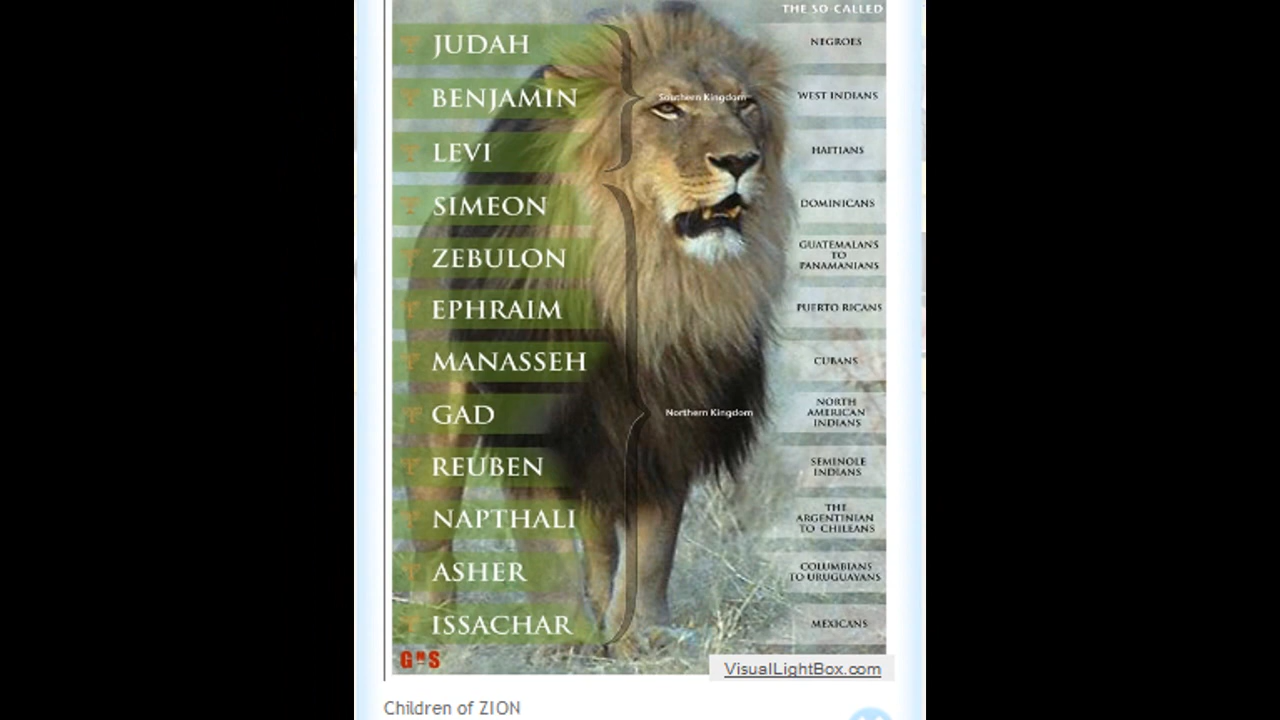 THE SO CALLED
JUDAH
NEGROES
BENJAMIN
Southern Kingdom
WEST INDIANS
LEVI
HAITIANS
SIMEON
DOMINICANS
ZEBULON
GUATEMALANS
TO
PANAMANIANS
EPHRAIM
PUERTO RICANS
MANASSEH
CUBANS
GAD
Northern Kingdom
NORTH
AMERICAN
INDIANS
REUBEN
SEMINOLE
INDIANS
NAPTHALI
THE
ARGENTINIAN
TO CHILEANS
ASHER
COLUMBIANS
TO URUGUAYANS
ISSACHAR
MEXICANS
VisualLightBox.com
Children of ZION